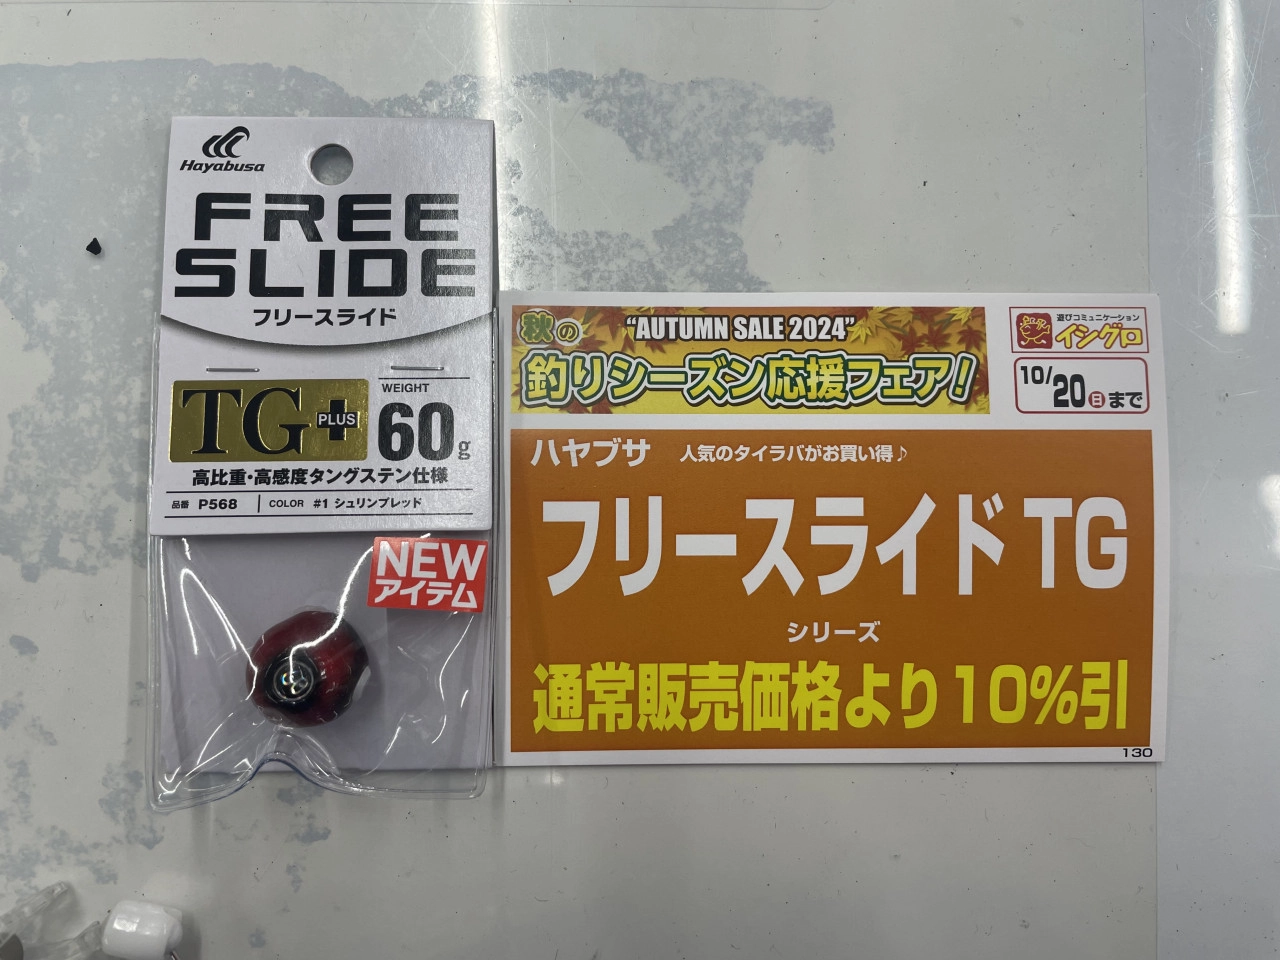 Hayabusa
FREE
SLIDE
フリースライド
TG PLUS
WEIGHT
60g
高比重・高感度タングステン仕様
品番 P568 COLOR #1 シュリンプレッド
NEW
アイテム
秋の "AUTUMN SALE 2024"
釣りシーズン応援フェア!
遊びコミュニケーション
イシグロ
10/20日まで
ハヤブサ 人気のタイラバがお買い得♪
フリースライドTG
シリーズ
通常販売価格より10%引
130